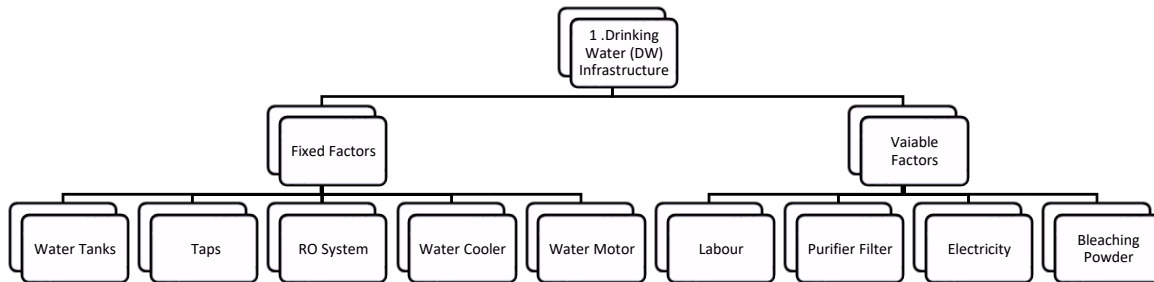 1 .Drinking
Water (DW)
Infrastructure
Fixed Factors
Vaiable
Factors
Water Tanks
Taps
RO System
Water Cooler
Water Motor
Labour
Purifier Filter
Electricity
Bleaching
Powder